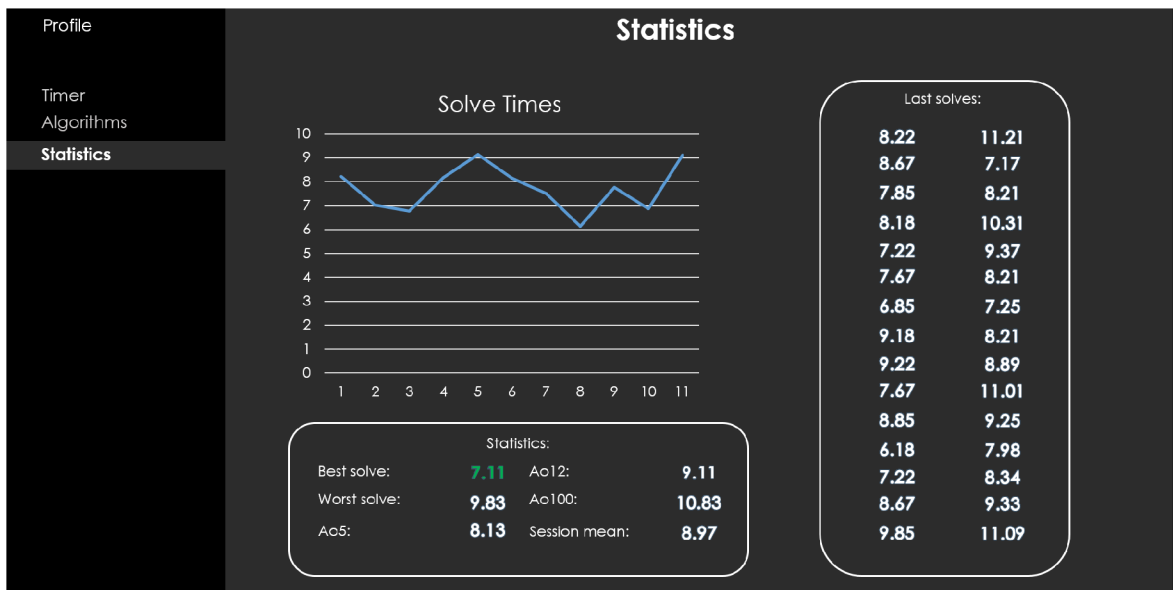 Profile
Timer
Algorithms
Statistics
Statistics
Solve Times
10
9
8
7
6
5
4
3
2
1
0
1 2 3 4 5 6 7 8 9 10 11
Statistics:
Best solve: 7.11 Ao12: 9.11
Worst solve: 9.83 Ao100: 10.83
Ao5: 8.13 Session mean: 8.97
Last solves:
8.22 11.21
8.67 7.17
7.85 8.21
8.18 10.31
7.22 9.37
7.67 8.21
6.85 7.25
9.18 8.21
9.22 8.89
7.67 11.01
8.85 9.25
6.18 7.98
7.22 8.34
8.67 9.33
9.85 11.09